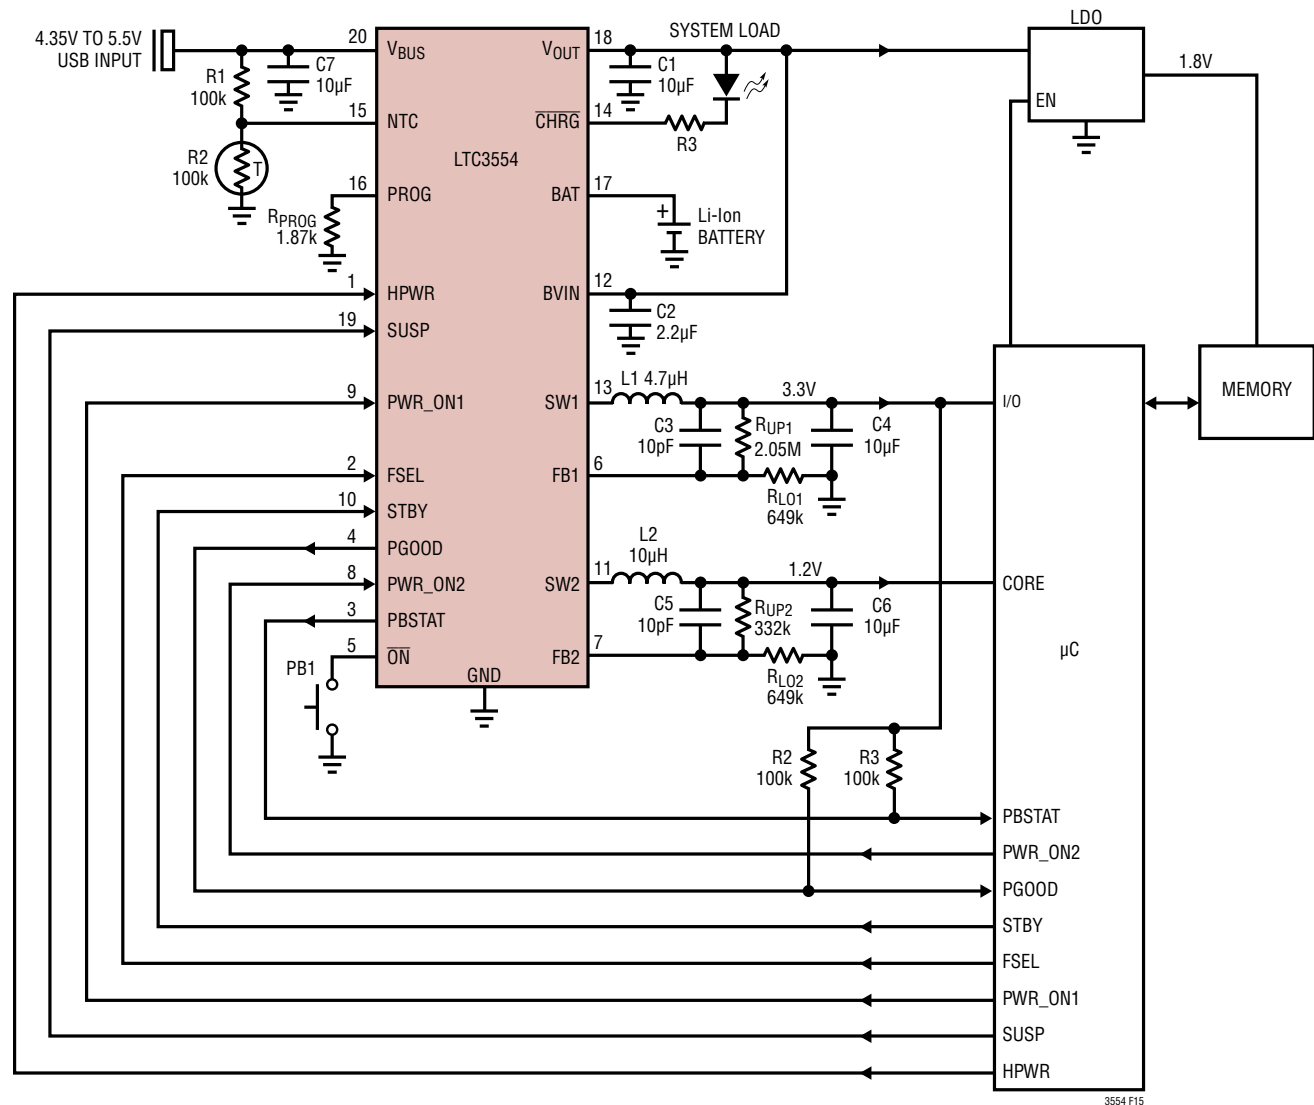 4.35V TO 5.5V
USB INPUT
R1
100k
C7
10µF
R2
100k
T
RPROG
1.87k
20
15
16
1
19
9
2
10
4
8
3
5
PB1
VBUS
NTC
PROG
HPWR
SUSP
PWR_ON1
FSEL
STBY
PGOOD
PWR_ON2
PBSTAT
ON
LTC3554
GND
VOUT
CHRG
BAT
BVIN
SW1
FB1
SW2
FB2
18
14
17
12
13
6
11
7
SYSTEM LOAD
C1
10µF
R3
+
Li-Ion
BATTERY
C2
2.2µF
L1 4.7µH
3.3V
C3
10pF
RUP1
2.05M
C4
10µF
RLO1
649k
L2
10µH
1.2V
C5
10pF
RUP2
332k
C6
10µF
RLO2
649k
R2
100k
R3
100k
LDO
EN
1.8V
MEMORY
I/O
CORE
µC
PBSTAT
PWR_ON2
PGOOD
STBY
FSEL
PWR_ON1
SUSP
HPWR
3554 F15